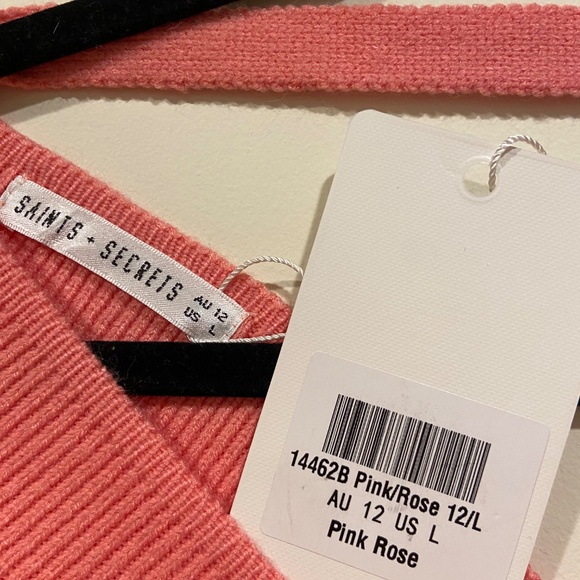 SAINTS + SECRETS
AU 12
US L
14462B Pink/Rose 12/L
AU 12 US L
Pink Rose